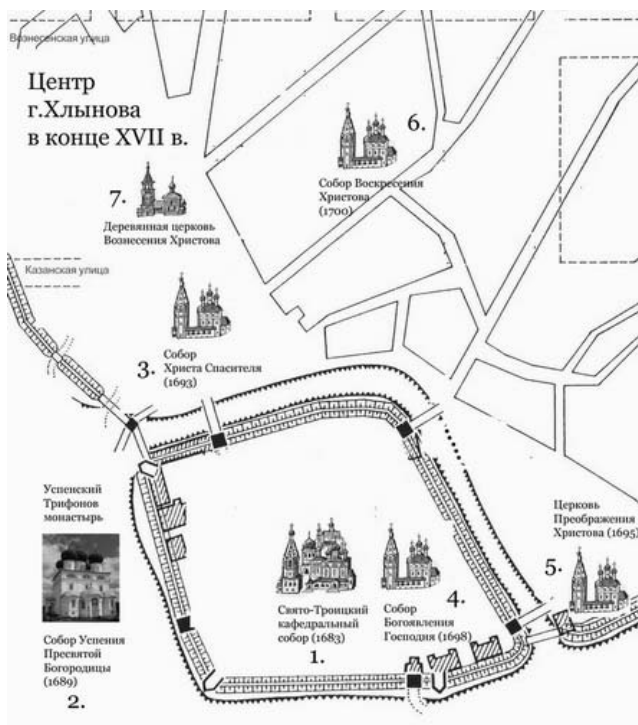 Вознесенская улица
Центр
г.Хлынова
в конце XVII в.
6.
Собор Воскресения
Христова
(1700)
7.
Деревянная церковь
Вознесения Христова
Казанская улица
3.
Собор
Христа Спасителя
(1693)
Успенский
Трифонов
монастырь
Церковь
Преображения
Христова (1695)
5.
Свято-Троицкий
кафедральный
собор (1683)
1.
4.
Собор
Богоявления
Господня (1698)
Собор Успения
Пресвятой
Богородицы
(1689)
2.